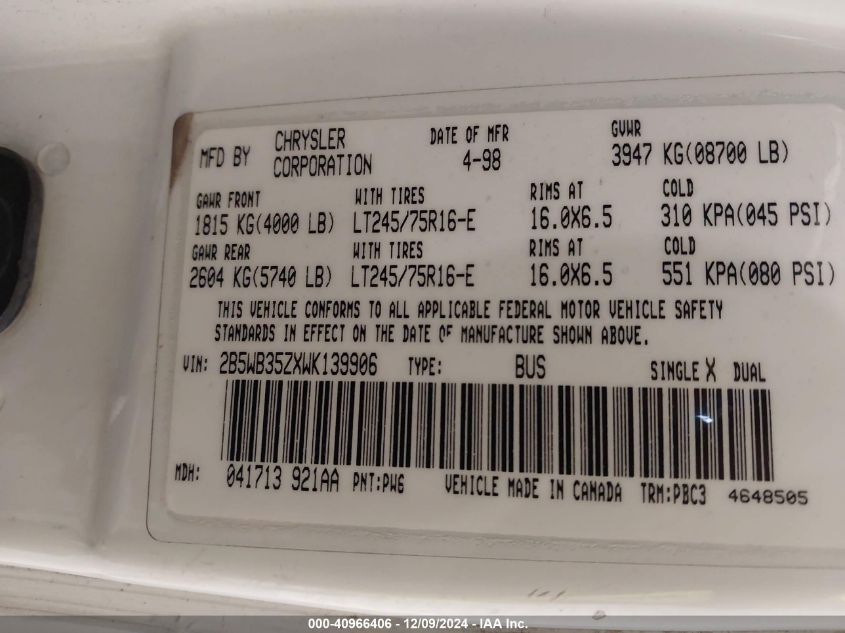 MFD BY CHRYSLER CORPORATION DATE OF MFR 4-98 GVWR 3947 KG(08700 LB)
GAWR FRONT WITH TIRES RIMS AT COLD
1815 KG(4000 LB) LT245/75R16-E 16.0X6.5 310 KPA(045 PSI)
GAWR REAR WITH TIRES RIMS AT COLD
2604 KG(5740 LB) LT245/75R16-E 16.0X6.5 551 KPA(080 PSI)
THIS VEHICLE CONFORMS TO ALL APPLICABLE FEDERAL MOTOR VEHICLE SAFETY
STANDARDS IN EFFECT ON THE DATE OF MANUFACTURE SHOWN ABOVE.
VIN: 2B5WB35ZXWK139906 TYPE: BUS SINGLE X DUAL
MDH: 041713 921AA PNT:PW6 VEHICLE MADE IN CANADA TRM:PBC3 4648505
000-40966406 - 12/09/2024 - IAA Inc.